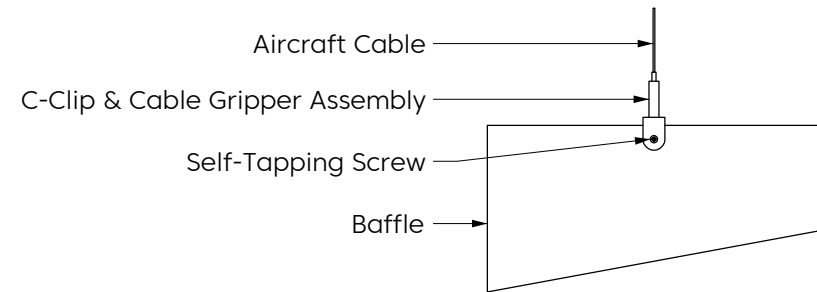 Aircraft Cable
C-Clip & Cable Gripper Assembly
Self-Tapping Screw
Baffle